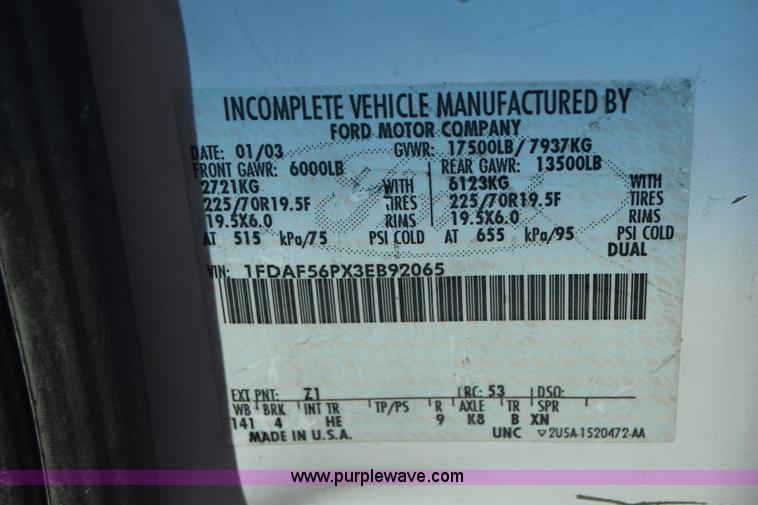 INCOMPLETE VEHICLE MANUFACTURED BY
FORD MOTOR COMPANY
DATE: 01/03 GVWR: 17500LB/7937KG
FRONT GAWR: 6000LB REAR GAWR: 13500LB
2721KG WITH 6123KG WITH
225/70R19.5F TIRES 225/70R19.5F TIRES
19.5X6.0 RIMS 19.5X6.0 RIMS
AT 515 kPa/75 PSI COLD AT 655 kPa/95 PSI COLD
DUAL
VIN: 1FDAF56PX3EB92065
EXT PNT: Z1 RC: 53 DSO:
WB BRK INT TR TP/PS R AXLE TR SPR
141 4 HE 9 K8 B XN
MADE IN U.S.A. UNC ▽2U5A-1520472-AA
www.purplewave.com